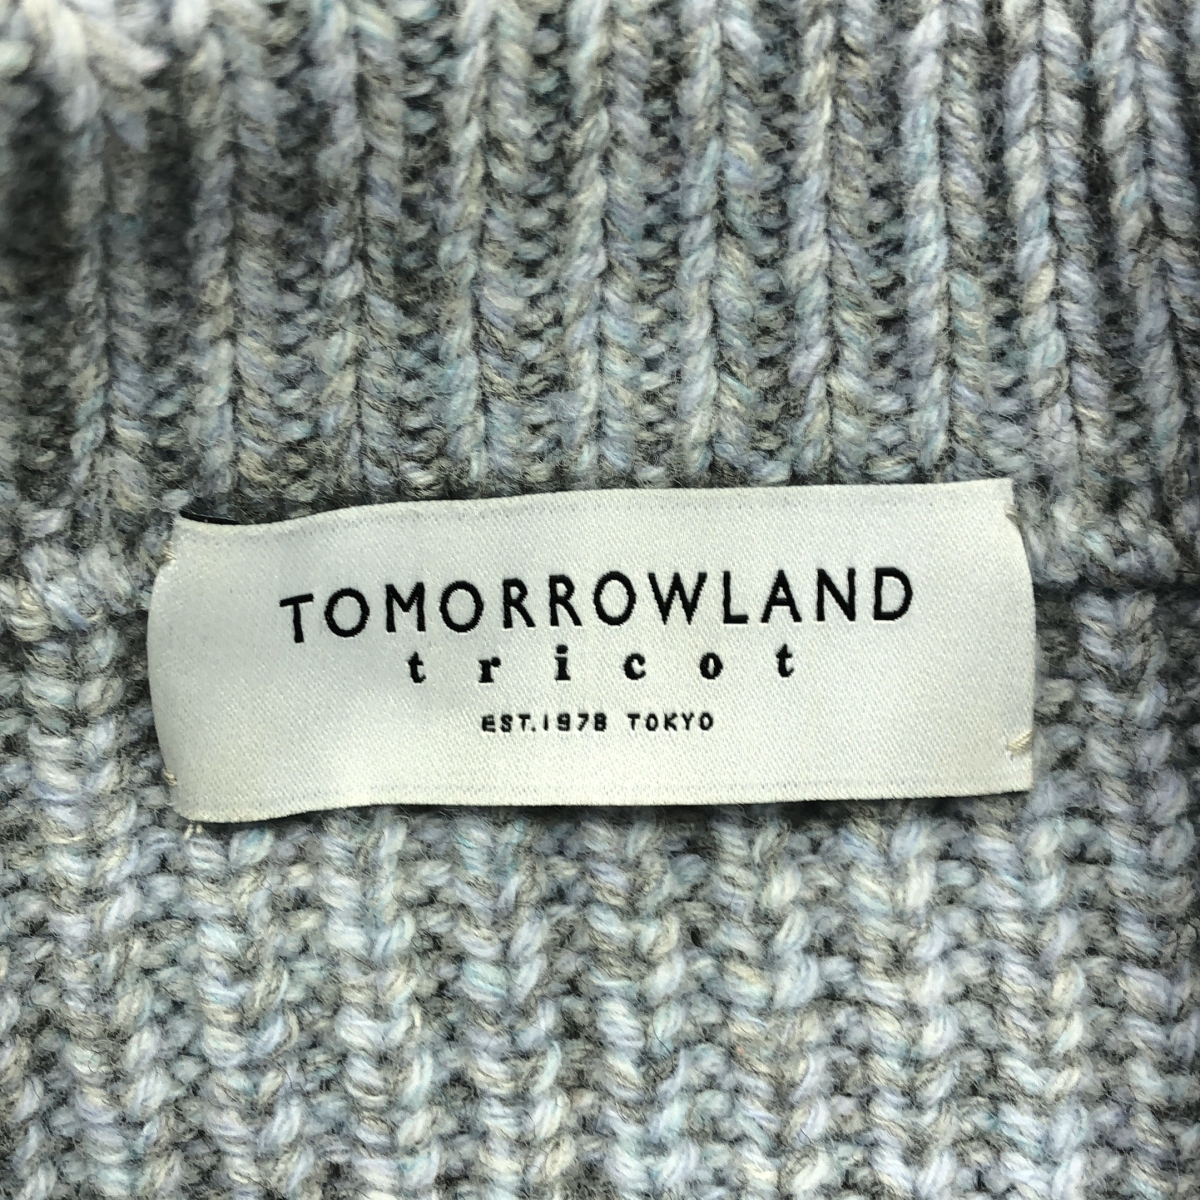 TOMORROWLAND
tricot
EST.1978 TOKYO